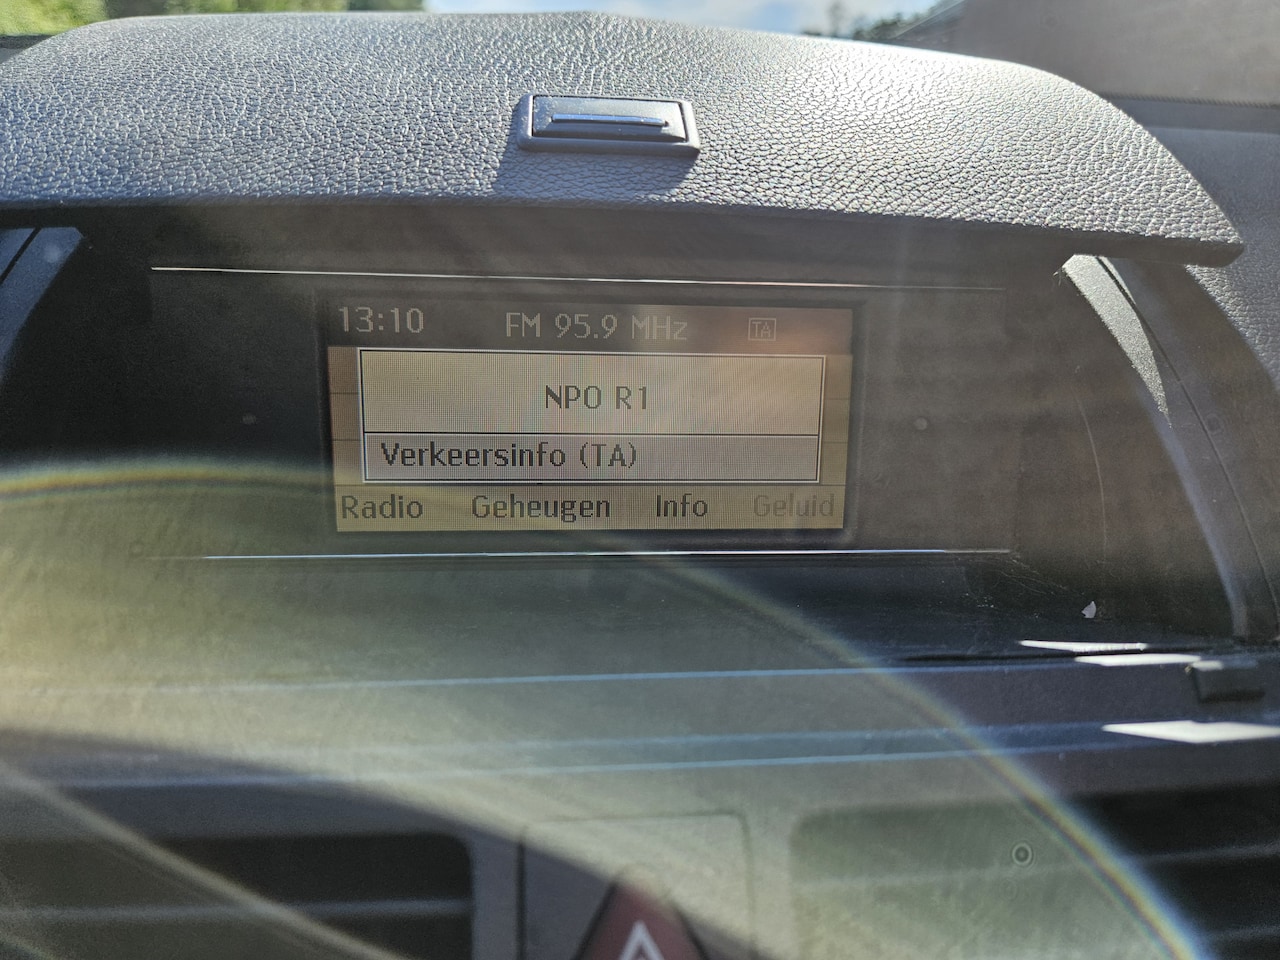 13:10 FM 95.9 MHz TA
NPO R1
Verkeersinfo (TA)
Radio Geheugen Info Geluid